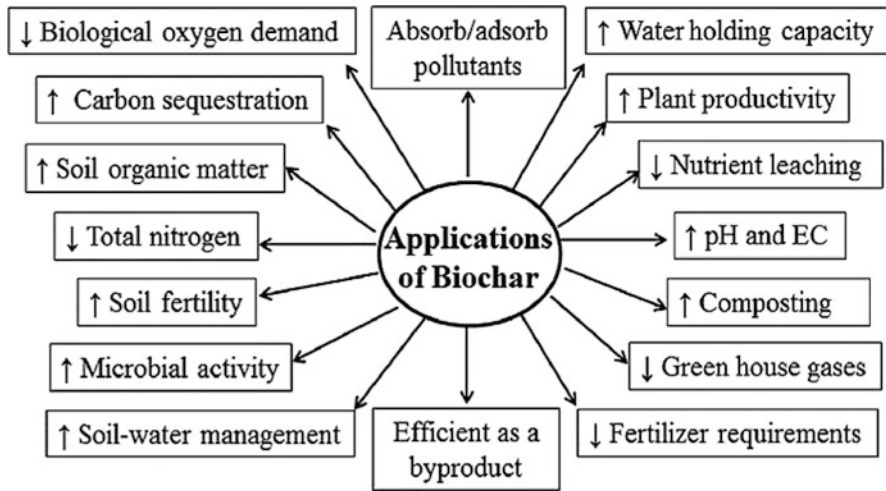 ↓ Biological oxygen demand
Absorb/adsorb
pollutants
↑ Water holding capacity
↑ Carbon sequestration
↑ Plant productivity
↑ Soil organic matter
↓ Nutrient leaching
↓ Total nitrogen
Applications
of Biochar
↑ pH and EC
↑ Soil fertility
↑ Composting
↑ Microbial activity
↓ Green house gases
↑ Soil-water management
Efficient as a
byproduct
↓ Fertilizer requirements